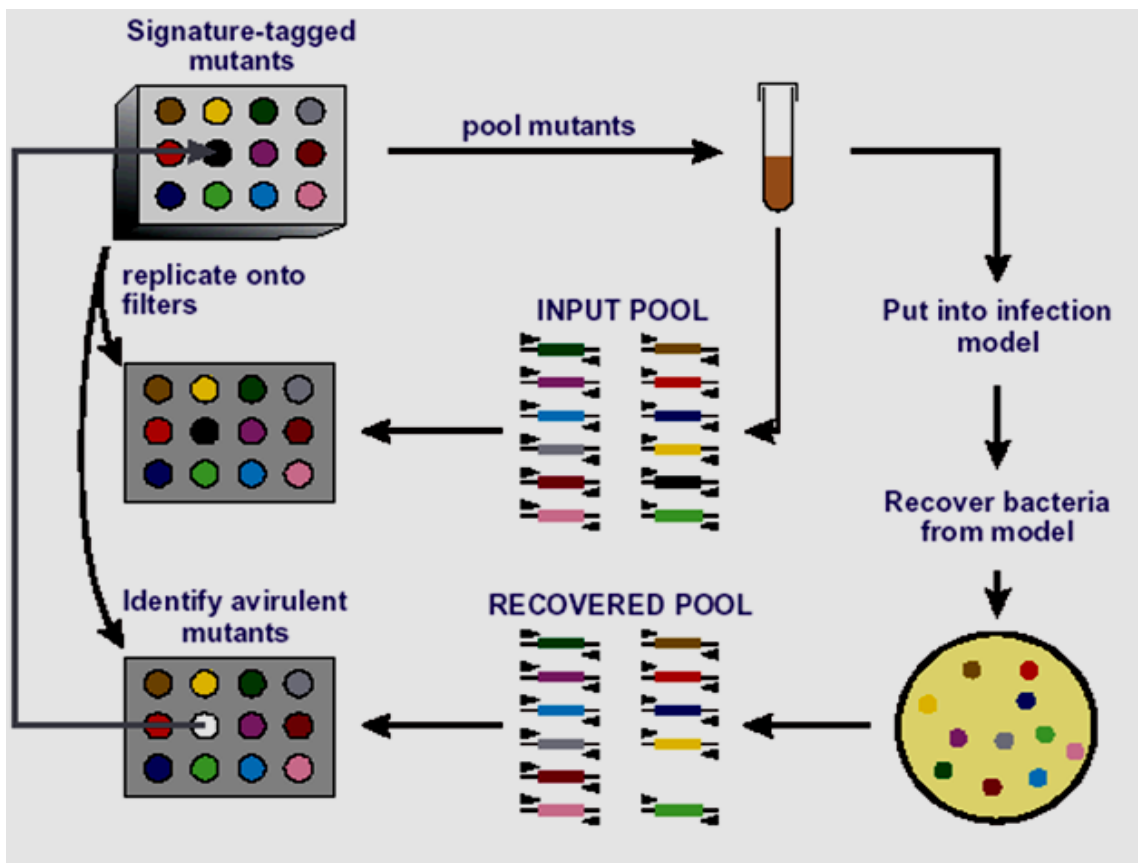 Signature-tagged
mutants
pool mutants
replicate onto
filters
INPUT POOL
Put into infection
model
Recover bacteria
from model
Identify avirulent
mutants
RECOVERED POOL